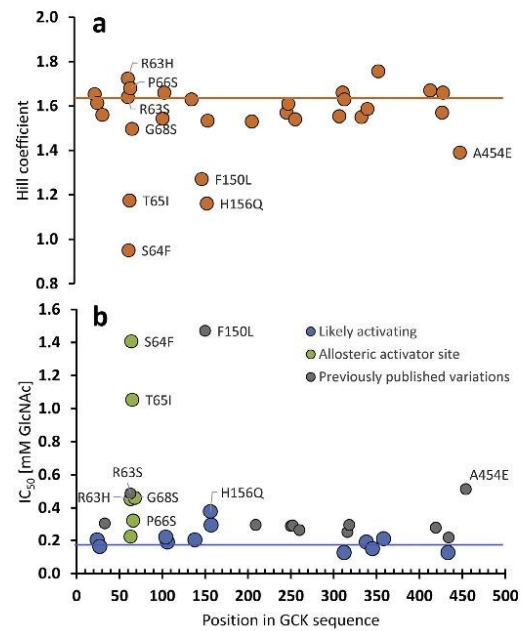 a
2.0
1.8
1.6
1.4
1.2
1.0
0.8
Hill coefficient
R63H
P66S
R63S
G68S
T65I
S64F
F150L
H156Q
A454E
b
1.6
1.4
1.2
1.0
0.8
0.6
0.4
0.2
0.0
IC50 [mM GlcNAc]
S64F
F150L
T65I
Likely activating
Allosteric activator site
Previously published variations
R63S
R63H
G68S
P66S
H156Q
A454E
0 50 100 150 200 250 300 350 400 450 500
Position in GCK sequence